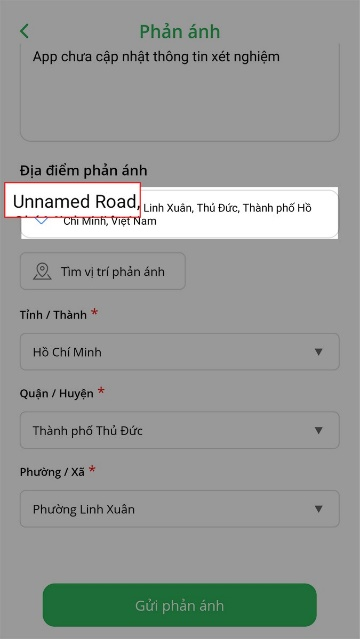 Phản ánh
App chưa cập nhật thông tin xét nghiệm
Địa điểm phản ánh
Unnamed Road, Linh Xuân, Thủ Đức, Thành phố Hồ
Chí Minh, Việt Nam
Tìm vị trí phản ánh
Tỉnh / Thành *
Hồ Chí Minh
Quận / Huyện *
Thành phố Thủ Đức
Phường / Xã *
Phường Linh Xuân
Gửi phản ánh